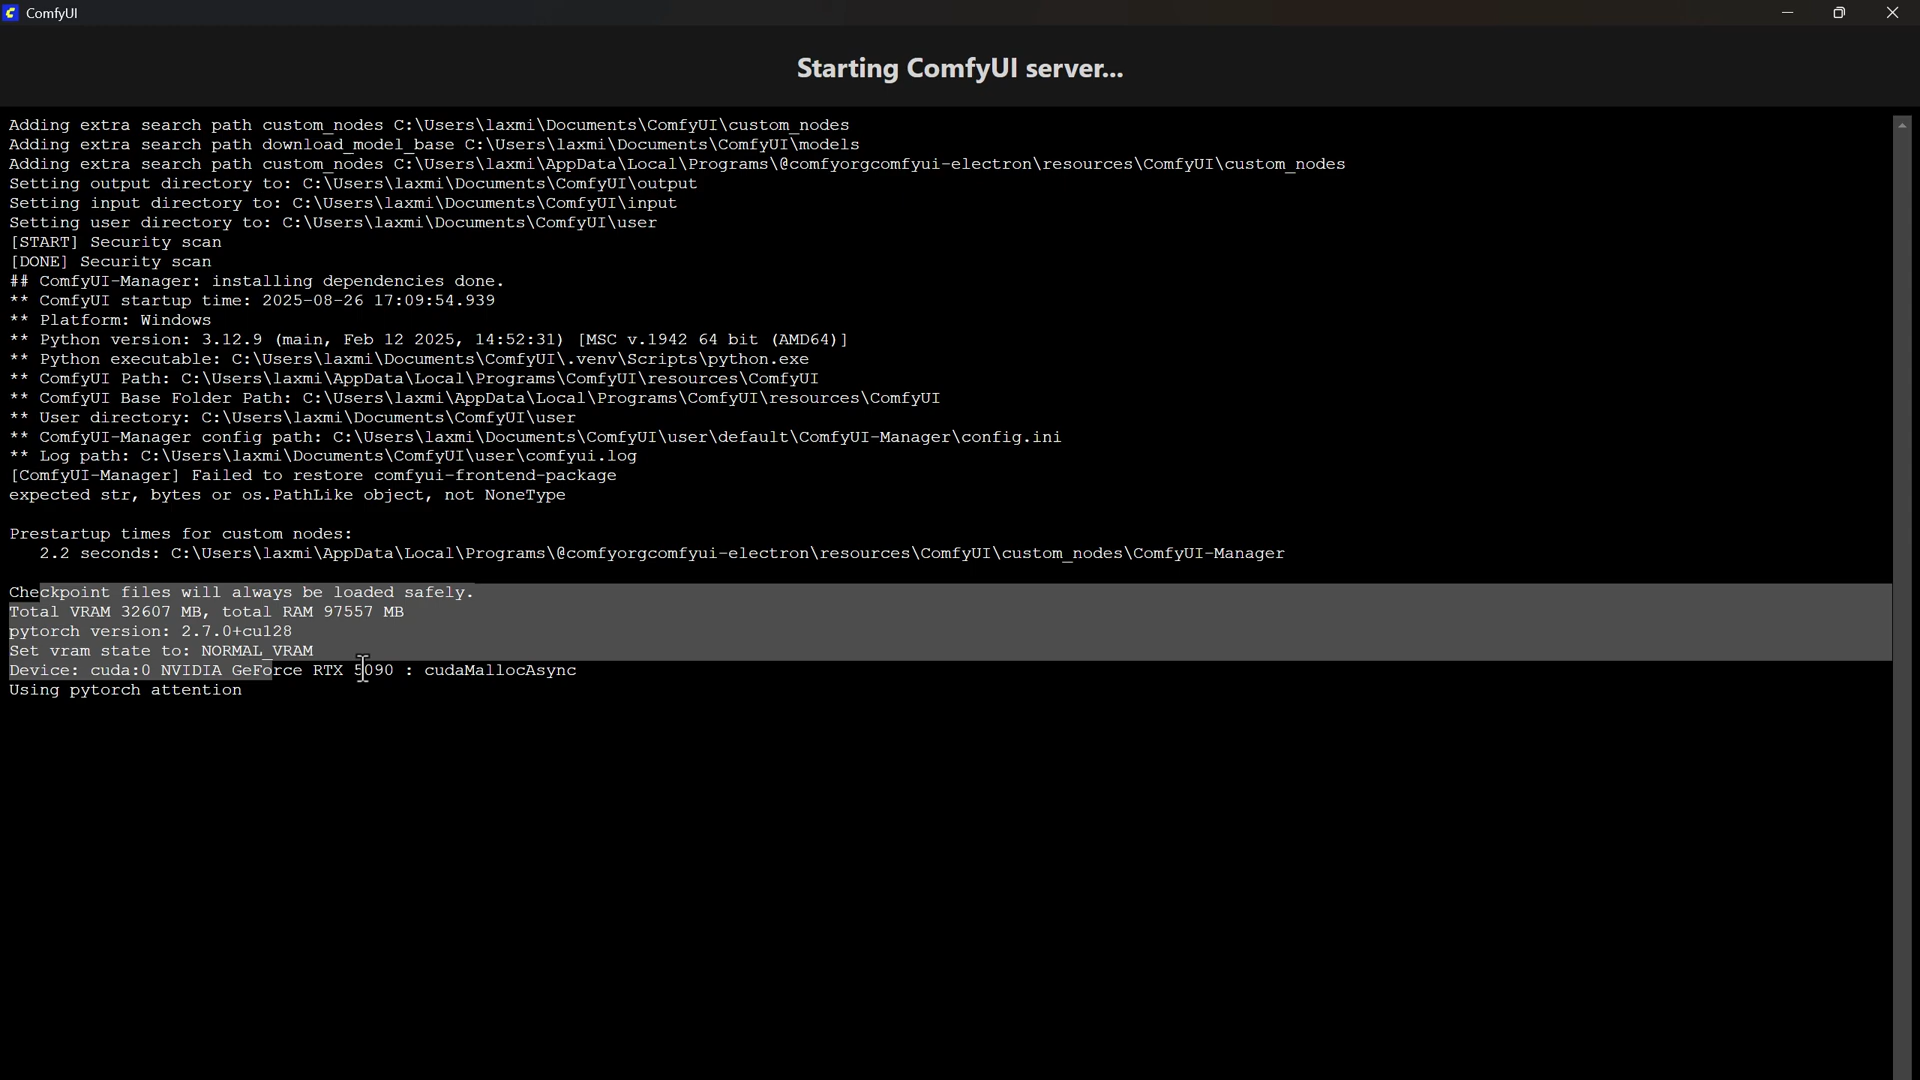 ComfyUI
Starting ComfyUI server...
Adding extra search path custom_nodes C:\Users\laxmi\Documents\ComfyUI\custom_nodes
Adding extra search path download_model_base C:\Users\laxmi\Documents\ComfyUI\models
Adding extra search path custom_nodes C:\Users\laxmi\AppData\Local\Programs\@comfyorgcomfyui-electron\resources\ComfyUI\custom_nodes
Setting output directory to: C:\Users\laxmi\Documents\ComfyUI\output
Setting input directory to: C:\Users\laxmi\Documents\ComfyUI\input
Setting user directory to: C:\Users\laxmi\Documents\ComfyUI\user
[START] Security scan
[DONE] Security scan
## ComfyUI-Manager: installing dependencies done.
** ComfyUI startup time: 2025-08-26 17:09:54.939
** Platform: Windows
** Python version: 3.12.9 (main, Feb 12 2025, 14:52:31) [MSC v.1942 64 bit (AMD64)]
** Python executable: C:\Users\laxmi\Documents\ComfyUI\.venv\Scripts\python.exe
** ComfyUI Path: C:\Users\laxmi\AppData\Local\Programs\ComfyUI\resources\ComfyUI
** ComfyUI Base Folder Path: C:\Users\laxmi\AppData\Local\Programs\ComfyUI\resources\ComfyUI
** User directory: C:\Users\laxmi\Documents\ComfyUI\user
** ComfyUI-Manager config path: C:\Users\laxmi\Documents\ComfyUI\user\default\ComfyUI-Manager\config.ini
** Log path: C:\Users\laxmi\Documents\ComfyUI\user\comfyui.log
[ComfyUI-Manager] Failed to restore comfyui-frontend-package
expected str, bytes or os.PathLike object, not NoneType
Prestartup times for custom nodes:
2.2 seconds: C:\Users\laxmi\AppData\Local\Programs\@comfyorgcomfyui-electron\resources\ComfyUI\custom_nodes\ComfyUI-Manager
Checkpoint files will always be loaded safely.
Total VRAM 32607 MB, total RAM 97557 MB
pytorch version: 2.7.0+cu128
Set vram state to: NORMAL_VRAM
Device: cuda:0 NVIDIA GeForce RTX 5090 : cudaMallocAsync
Using pytorch attention